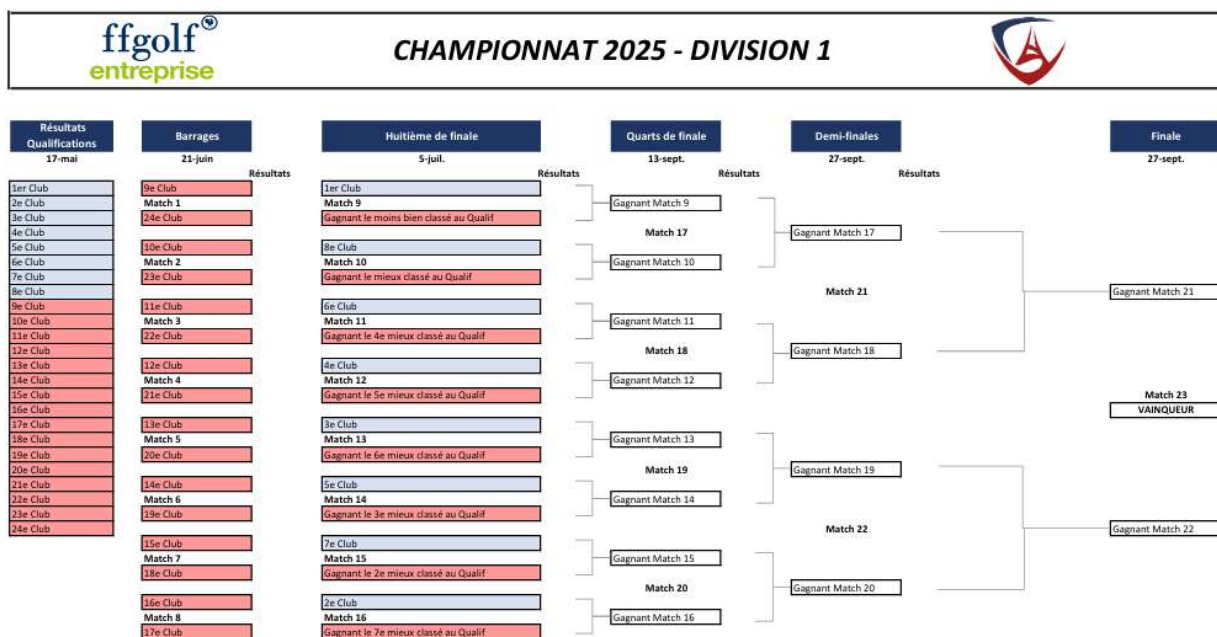 ffgolf
entreprise
CHAMPIONNAT 2025 - DIVISION 1
Résultats
Qualifications
17-mai
1er Club
2e Club
3e Club
4e Club
5e Club
6e Club
7e Club
8e Club
9e Club
10e Club
11e Club
12e Club
13e Club
14e Club
15e Club
16e Club
17e Club
18e Club
19e Club
20e Club
21e Club
22e Club
23e Club
24e Club
Barrages
21-juin
Résultats
9e Club
Match 1
24e Club
10e Club
Match 2
23e Club
11e Club
Match 3
22e Club
12e Club
Match 4
21e Club
13e Club
Match 5
20e Club
14e Club
Match 6
19e Club
15e Club
Match 7
18e Club
16e Club
Match 8
17e Club
Huitième de finale
5-juil.
Résultats
1er Club
Match 9
Gagnant le moins bien classé au Qualif
8e Club
Match 10
Gagnant le mieux classé au Qualif
6e Club
Match 11
Gagnant le 4e mieux classé au Qualif
4e Club
Match 12
Gagnant le 5e mieux classé au Qualif
3e Club
Match 13
Gagnant le 6e mieux classé au Qualif
5e Club
Match 14
Gagnant le 3e mieux classé au Qualif
7e Club
Match 15
Gagnant le 2e mieux classé au Qualif
2e Club
Match 16
Gagnant le 7e mieux classé au Qualif
Quarts de finale
13-sept.
Résultats
Gagnant Match 9
Match 17
Gagnant Match 10
Gagnant Match 11
Match 18
Gagnant Match 12
Gagnant Match 13
Match 19
Gagnant Match 14
Gagnant Match 15
Match 20
Gagnant Match 16
Demi-finales
27-sept.
Résultats
Gagnant Match 17
Match 21
Gagnant Match 18
Gagnant Match 19
Match 22
Gagnant Match 20
Finale
27-sept.
Gagnant Match 21
Match 23
VAINQUEUR
Gagnant Match 22